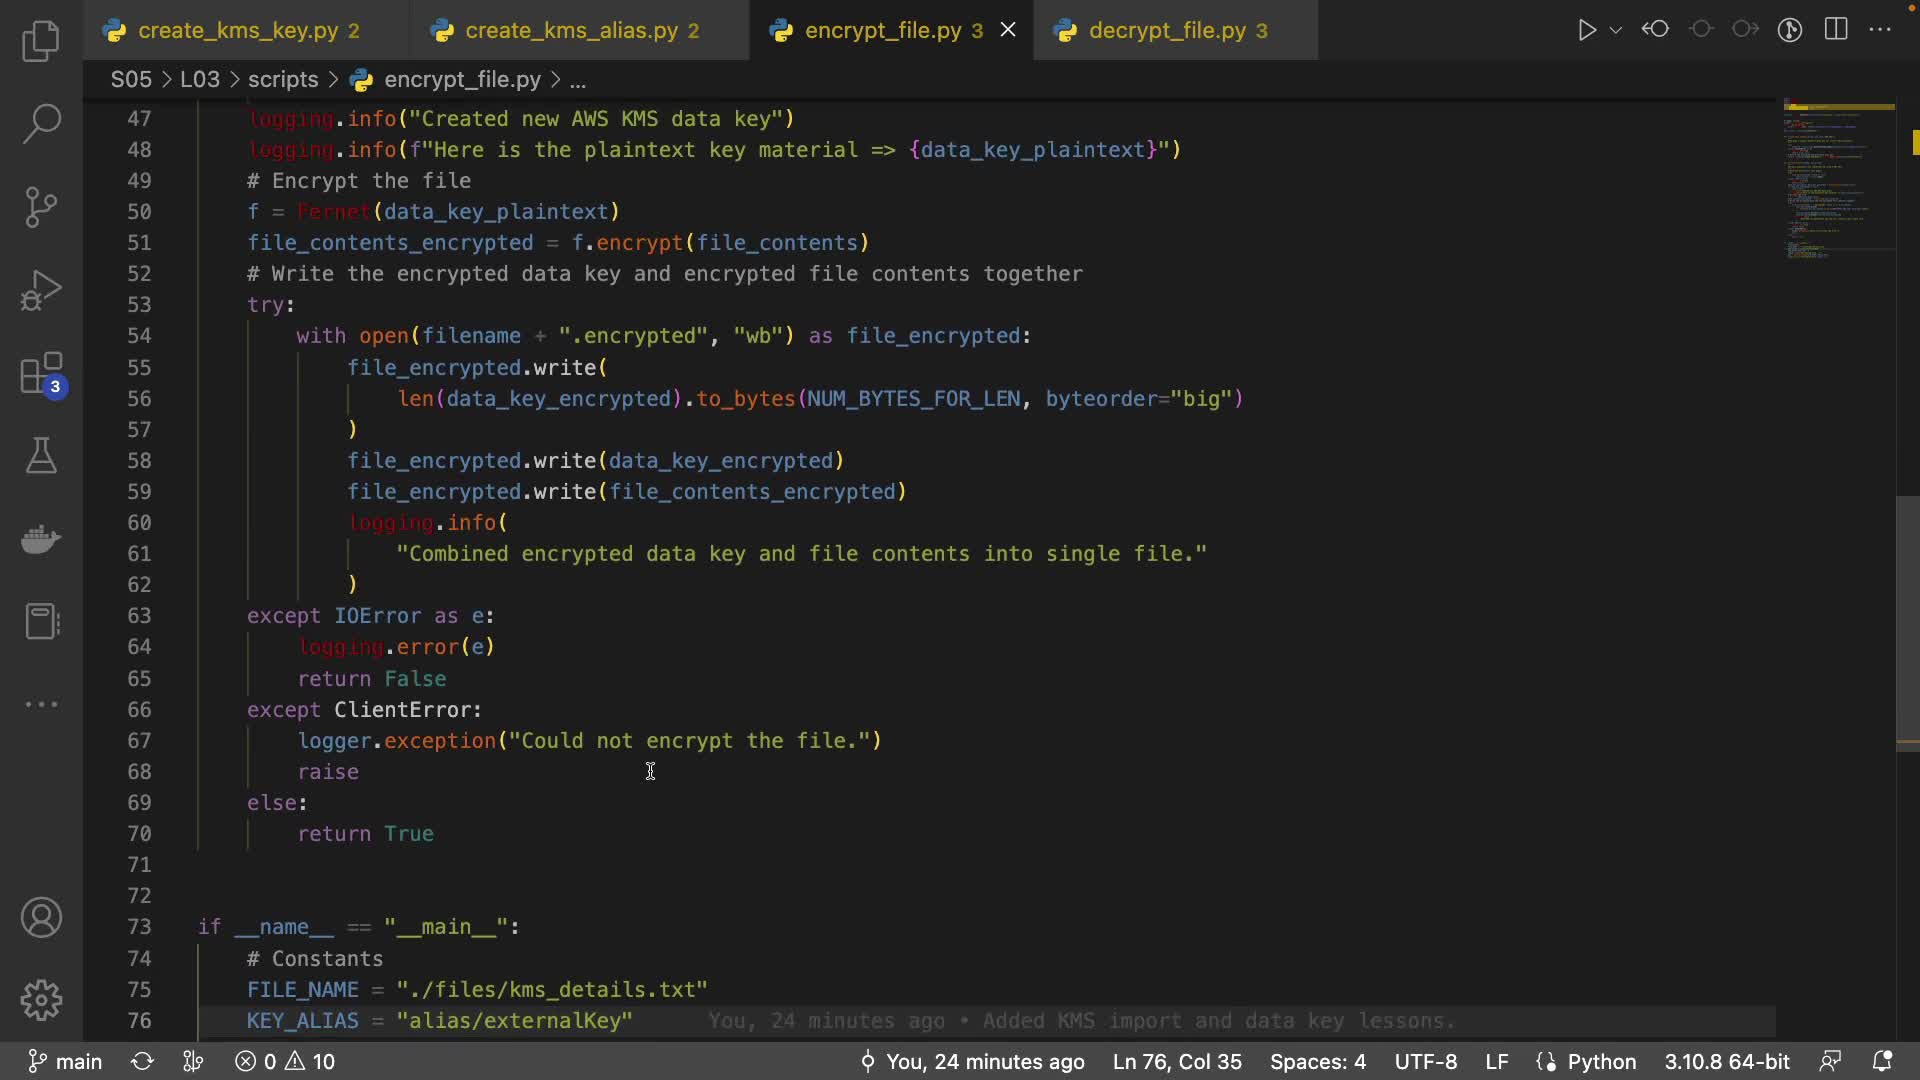 create_kms_key.py 2 create_kms_alias.py 2 encrypt_file.py 3 decrypt_file.py 3
S05 > L03 > scripts > encrypt_file.py > ...
47 logging.info("Created new AWS KMS data key")
48 logging.info(f"Here is the plaintext key material => {data_key_plaintext}")
49 # Encrypt the file
50 f = Fernet(data_key_plaintext)
51 file_contents_encrypted = f.encrypt(file_contents)
52 # Write the encrypted data key and encrypted file contents together
53 try:
54 with open(filename + ".encrypted", "wb") as file_encrypted:
55 file_encrypted.write(
56 len(data_key_encrypted).to_bytes(NUM_BYTES_FOR_LEN, byteorder="big")
57 )
58 file_encrypted.write(data_key_encrypted)
59 file_encrypted.write(file_contents_encrypted)
60 logging.info(
61 "Combined encrypted data key and file contents into single file."
62 )
63 except IOError as e:
64 logging.error(e)
65 return False
66 except ClientError:
67 logger.exception("Could not encrypt the file.")
68 raise
69 else:
70 return True
71
72
73 if __name__ == "__main__":
74 # Constants
75 FILE_NAME = "./files/kms_details.txt"
76 KEY_ALIAS = "alias/externalKey" You, 24 minutes ago • Added KMS import and data key lessons.
3
main 0 10 You, 24 minutes ago Ln 76, Col 35 Spaces: 4 UTF-8 LF Python 3.10.8 64-bit